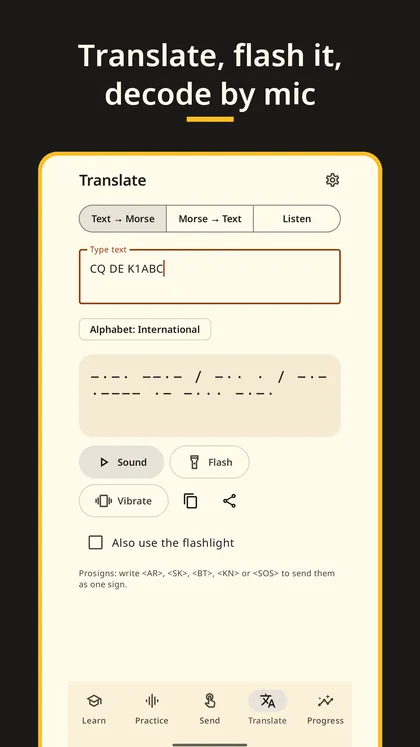 Translate, flash it,
decode by mic
Translate
Text → Morse
Morse → Text
Listen
Type text
CQ DE K1ABC
Alphabet: International
−·−· −−·− / −·· · / −·−
·−−−− ·− −··· −·−·
Sound
Flash
Vibrate
Also use the flashlight
Prosigns: write <AR>, <SK>, <BT>, <KN> or <SOS> to send them
as one sign.
Learn
Practice
Send
Translate
Progress